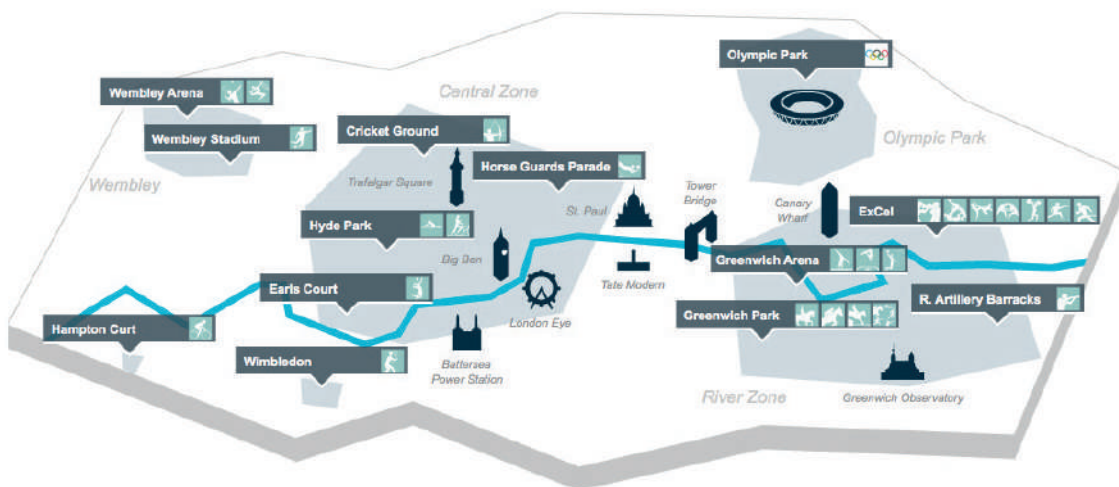 Olympic Park
Wembley Arena
Central Zone
Wembley Stadium
Cricket Ground
Olympic Park
Horse Guards Parade
Wembley
Trafalgar Square
Tower
Bridge
St. Paul
Canary
Wharf
ExCel
Hyde Park
Big Ben
Greenwich Arena
Tate Modern
Earls Court
R. Artillery Barracks
Greenwich Park
London Eye
Hampton Curt
Wimbledon
Battersea
Power Station
River Zone
Greenwich Observatory